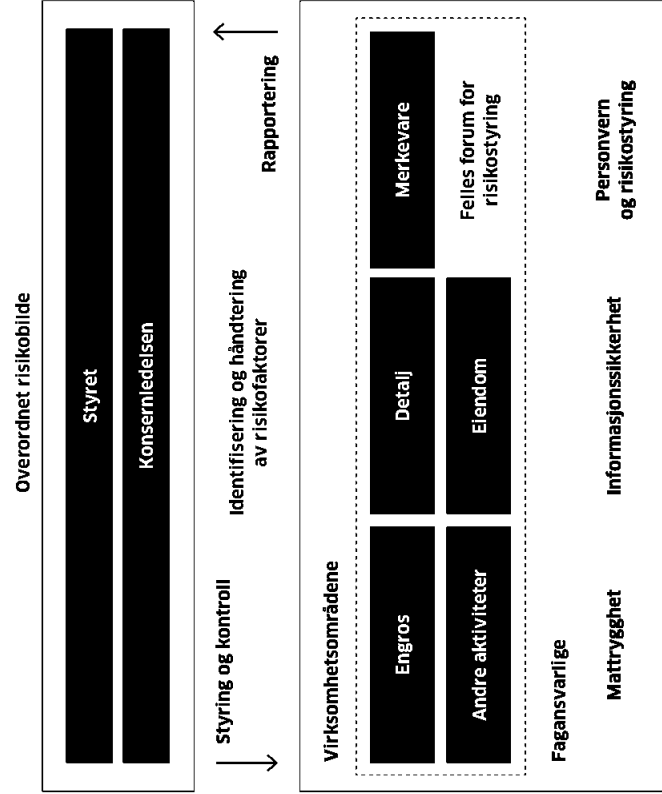 Overordnet risikobilde
Styret
Konsernledelsen
Styring og kontroll
Identifisering og håndtering
av risikofaktorer
Rapportering
Virksomhetsområdene
Engros
Detalj
Merkevare
Andre aktiviteter
Eiendom
Felles forum for
risikostyring
Fagansvarlige
Mattrygghet
Informasjonssikkerhet
Personvern
og risikostyring